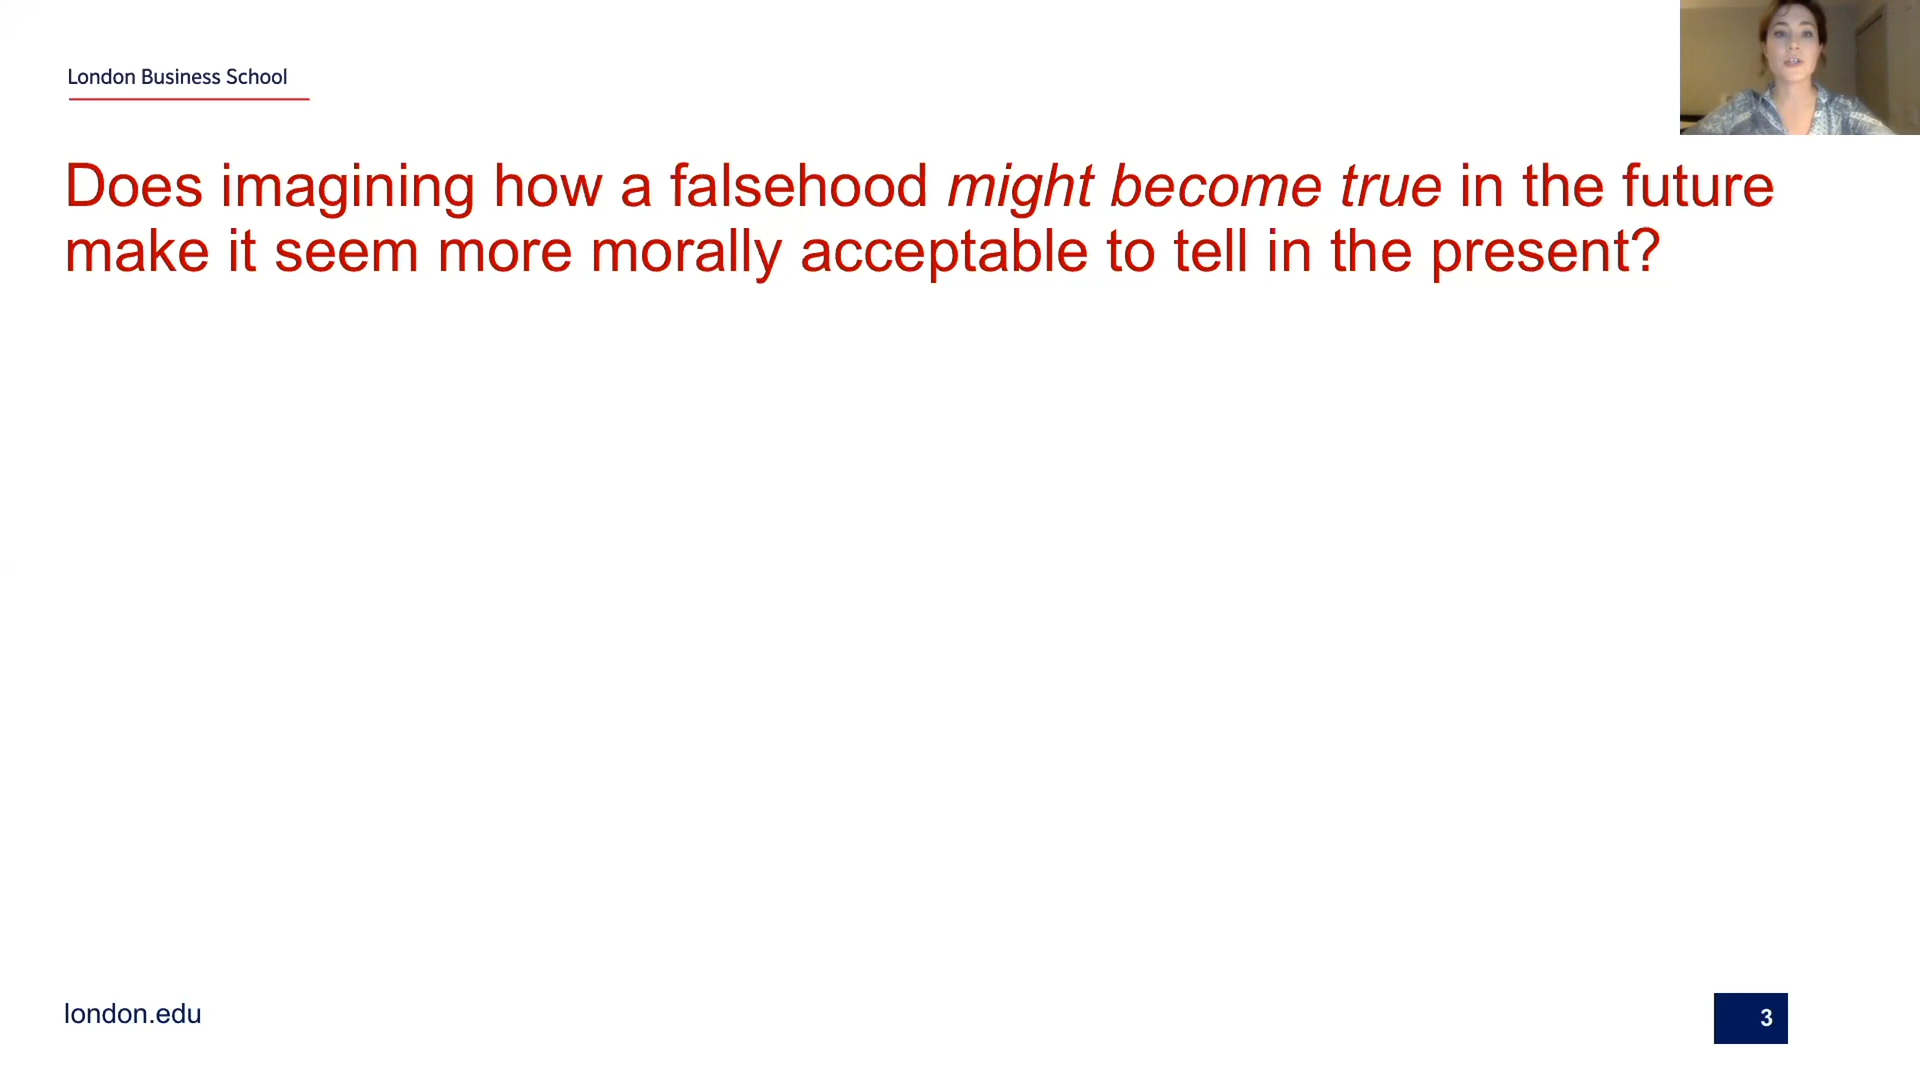 London Business School
Does imagining how a falsehood might become true in the future
make it seem more morally acceptable to tell in the present?
london.edu
3